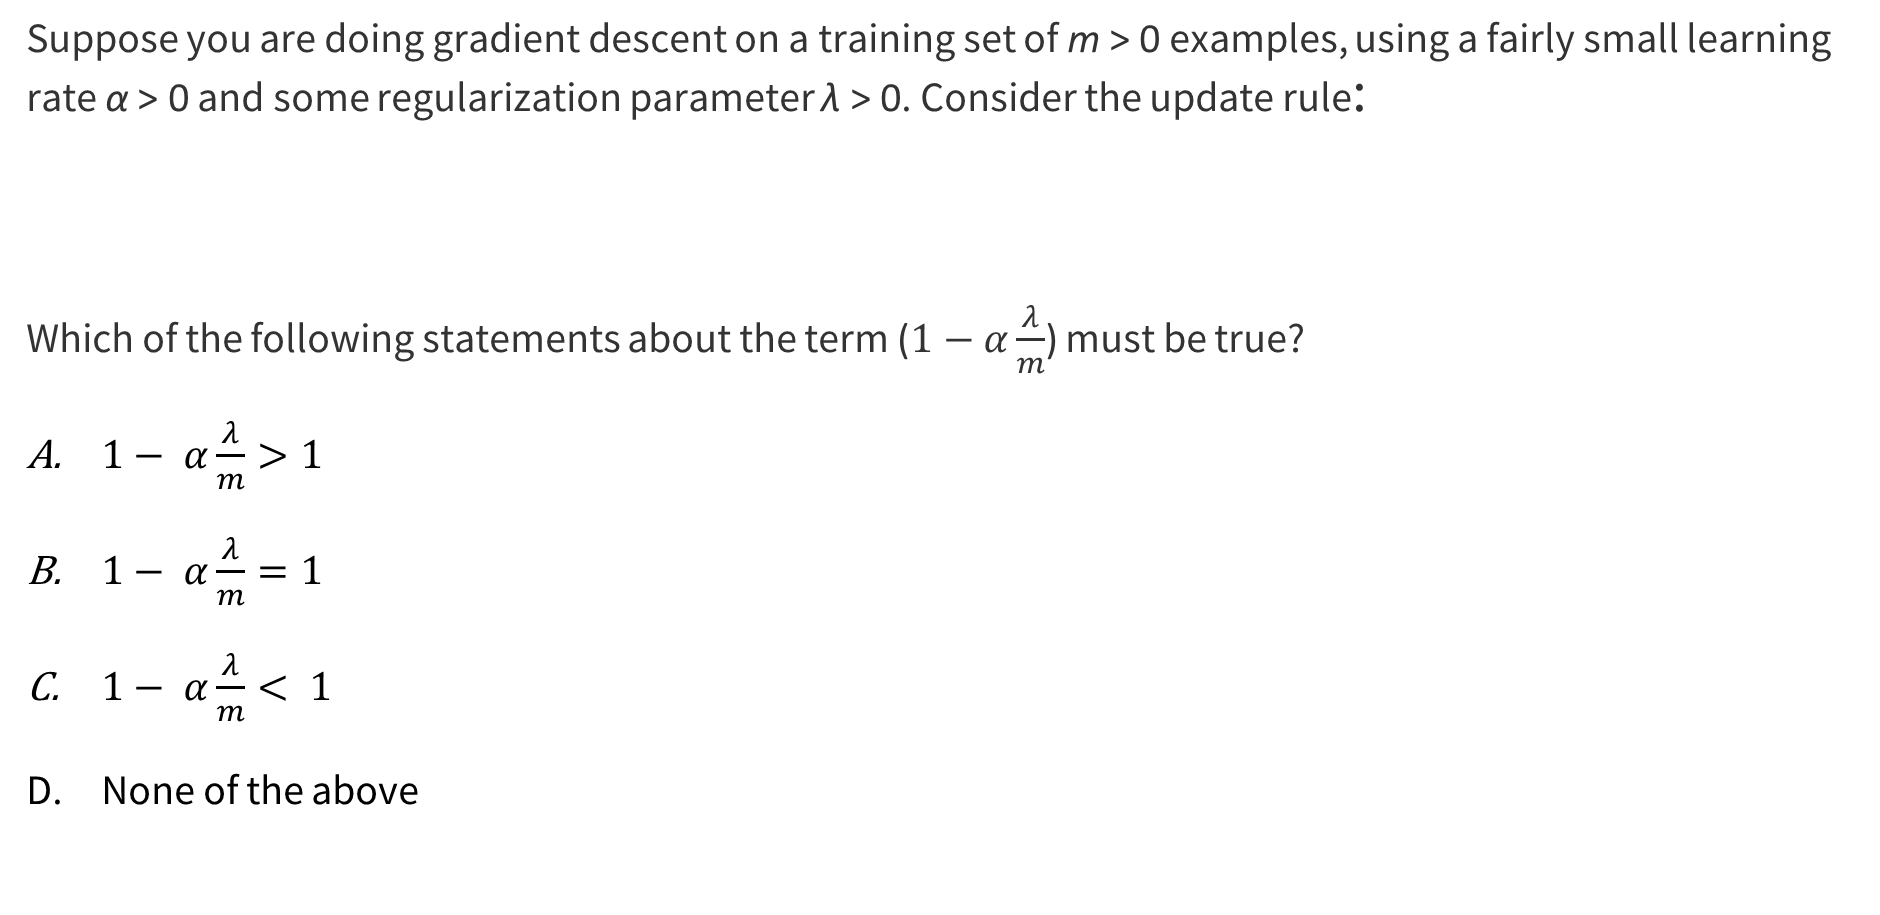 Suppose you are doing gradient descent on a training set of m > 0 examples, using a fairly small learning
rate α > 0 and some regularization parameter λ > 0. Consider the update rule:
Which of the following statements about the term (1 − α λ/m) must be true?
A. 1 − α λ/m > 1
B. 1 − α λ/m = 1
C. 1 − α λ/m < 1
D. None of the above